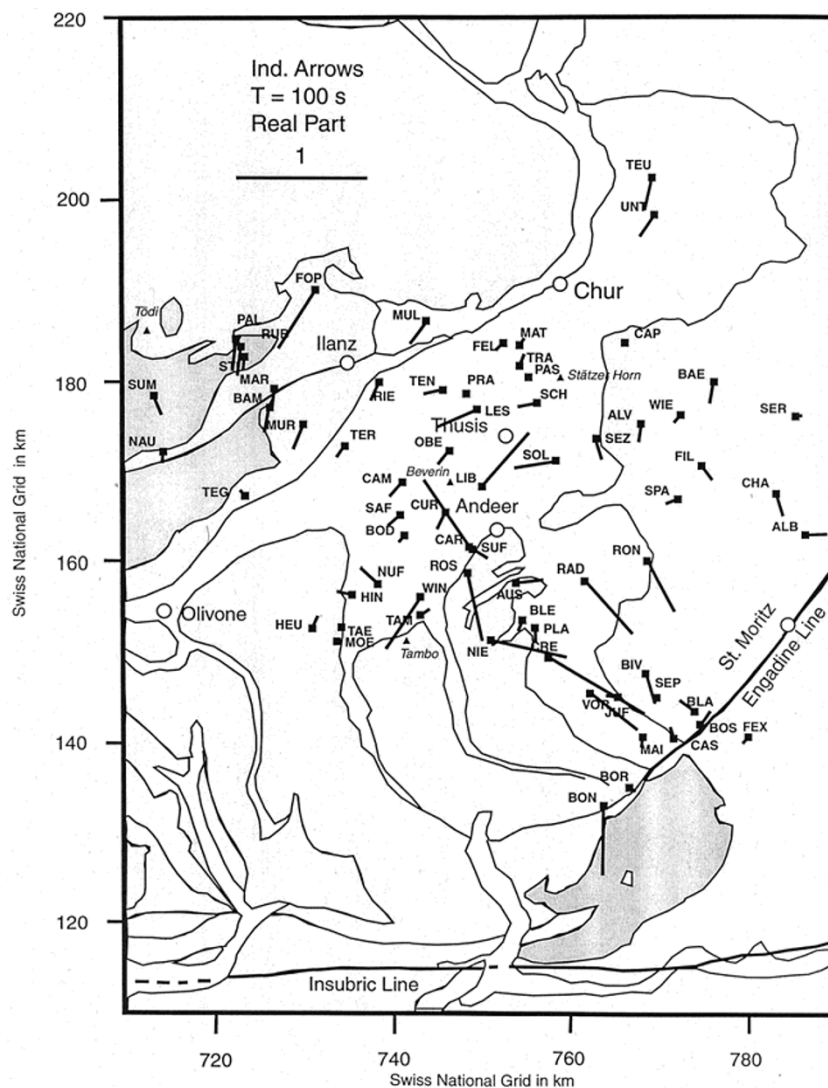 220
Ind. Arrows
T = 100 s
Real Part
1
TEU
200
UNT
FOP
Chur
Tödi
PAL
RUB
MUL
Ilanz
FEL
MAT
CAP
ST
TRA
PAS
Stätzer Horn
180
SUM
MAR
RIE
TEN
PRA
BAE
BAM
LES
SCH
WIE
SER
MUR
Thusis
ALV
NAU
TER
OBE
SEZ
SOL
FIL
Beverin
TEG
CAM
LIB
SPA
CHA
CUR
Andeer
SAF
ALB
BOD
CAR
SUF
160
RON
NUF
ROS
RAD
HIN
WIN
AUS
Olivone
BLE
HEU
TAE
TAM
PLA
MOE
Tambo
NIE
CRE
St. Moritz
Engadine Line
BIV
SEP
VOP
JUF
BLA
BOS
FEX
140
MAI
CAS
BOR
BON
120
Insubric Line
720
740
760
780
Swiss National Grid in km
Swiss National Grid in km